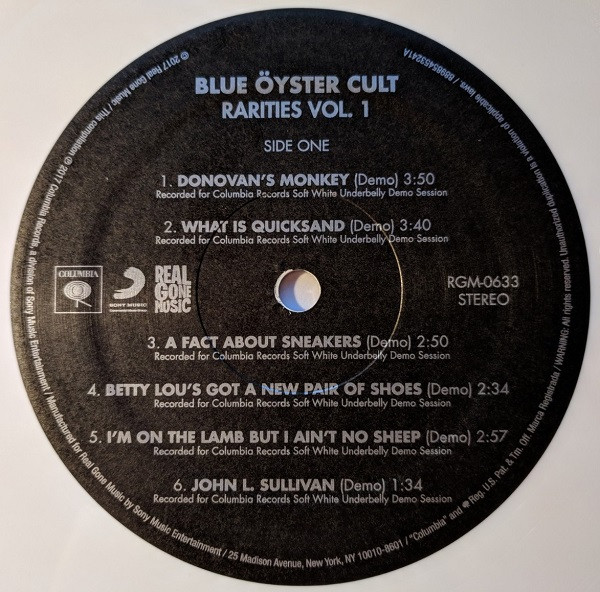 BLUE ÖYSTER CULT
RARITIES VOL. 1
SIDE ONE
1. DONOVAN'S MONKEY (Demo) 3:50
Recorded for Columbia Records Soft White Underbelly Demo Session
2. WHAT IS QUICKSAND (Demo) 3:40
Recorded for Columbia Records Soft White Underbelly Demo Session
COLUMBIA
SONY MUSIC
REAL
GONE
MUSIC
RGM-0633
STEREO
3. A FACT ABOUT SNEAKERS (Demo) 2:50
Recorded for Columbia Records Soft White Underbelly Demo Session
4. BETTY LOU'S GOT A NEW PAIR OF SHOES (Demo) 2:34
Recorded for Columbia Records Soft White Underbelly Demo Session
5. I'M ON THE LAMB BUT I AIN'T NO SHEEP (Demo) 2:57
Recorded for Columbia Records Soft White Underbelly Demo Session
6. JOHN L. SULLIVAN (Demo) 1:34
Recorded for Columbia Records Soft White Underbelly Demo Session
© 2017 Real Gone Music / This compilation ℗ 2017 Columbia Records, a division of Sony Music Entertainment / Manufactured for Real Gone Music by Sony Music Entertainment / 25 Madison Avenue, New York, NY 10010-8601 / "Columbia" and Reg. U.S. Pat. & Tm. Off. Marca Registrada / WARNING: All rights reserved. Unauthorized duplication is a violation of applicable laws. / 88985453241A